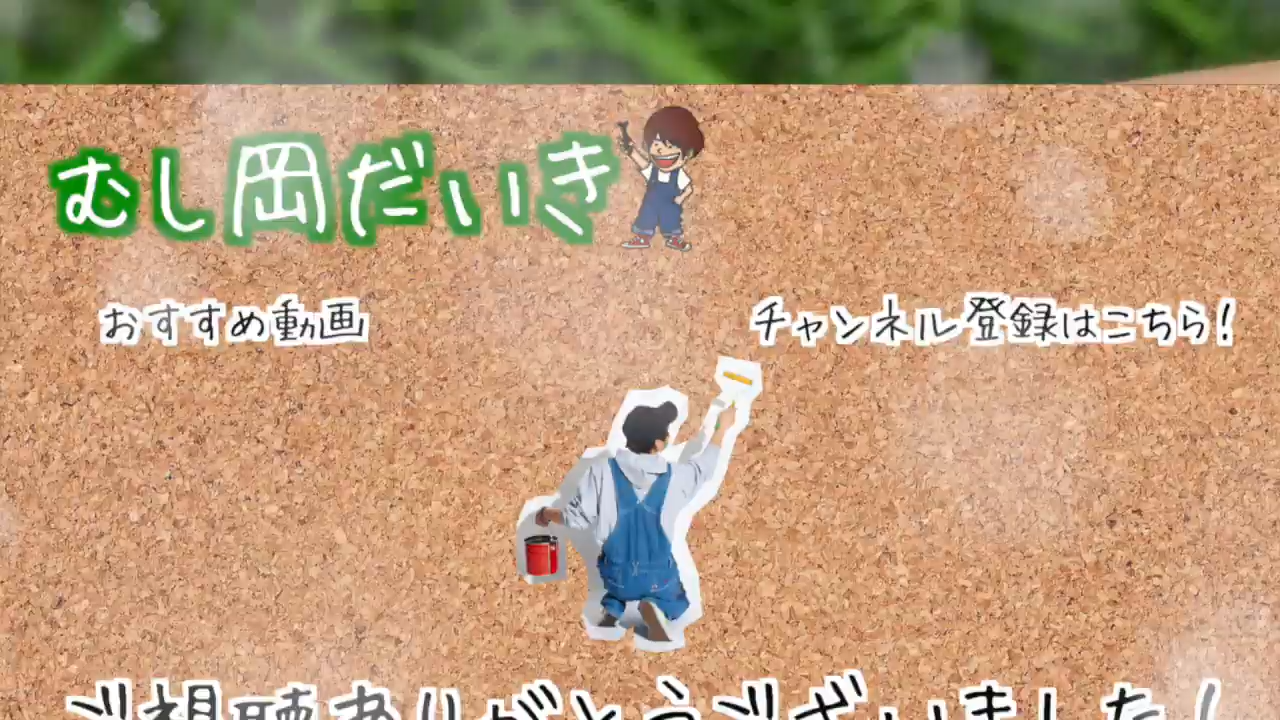 むし岡だいき
おすすめ動画
チャンネル登録はこちら!
ご視聴ありがとうございました!